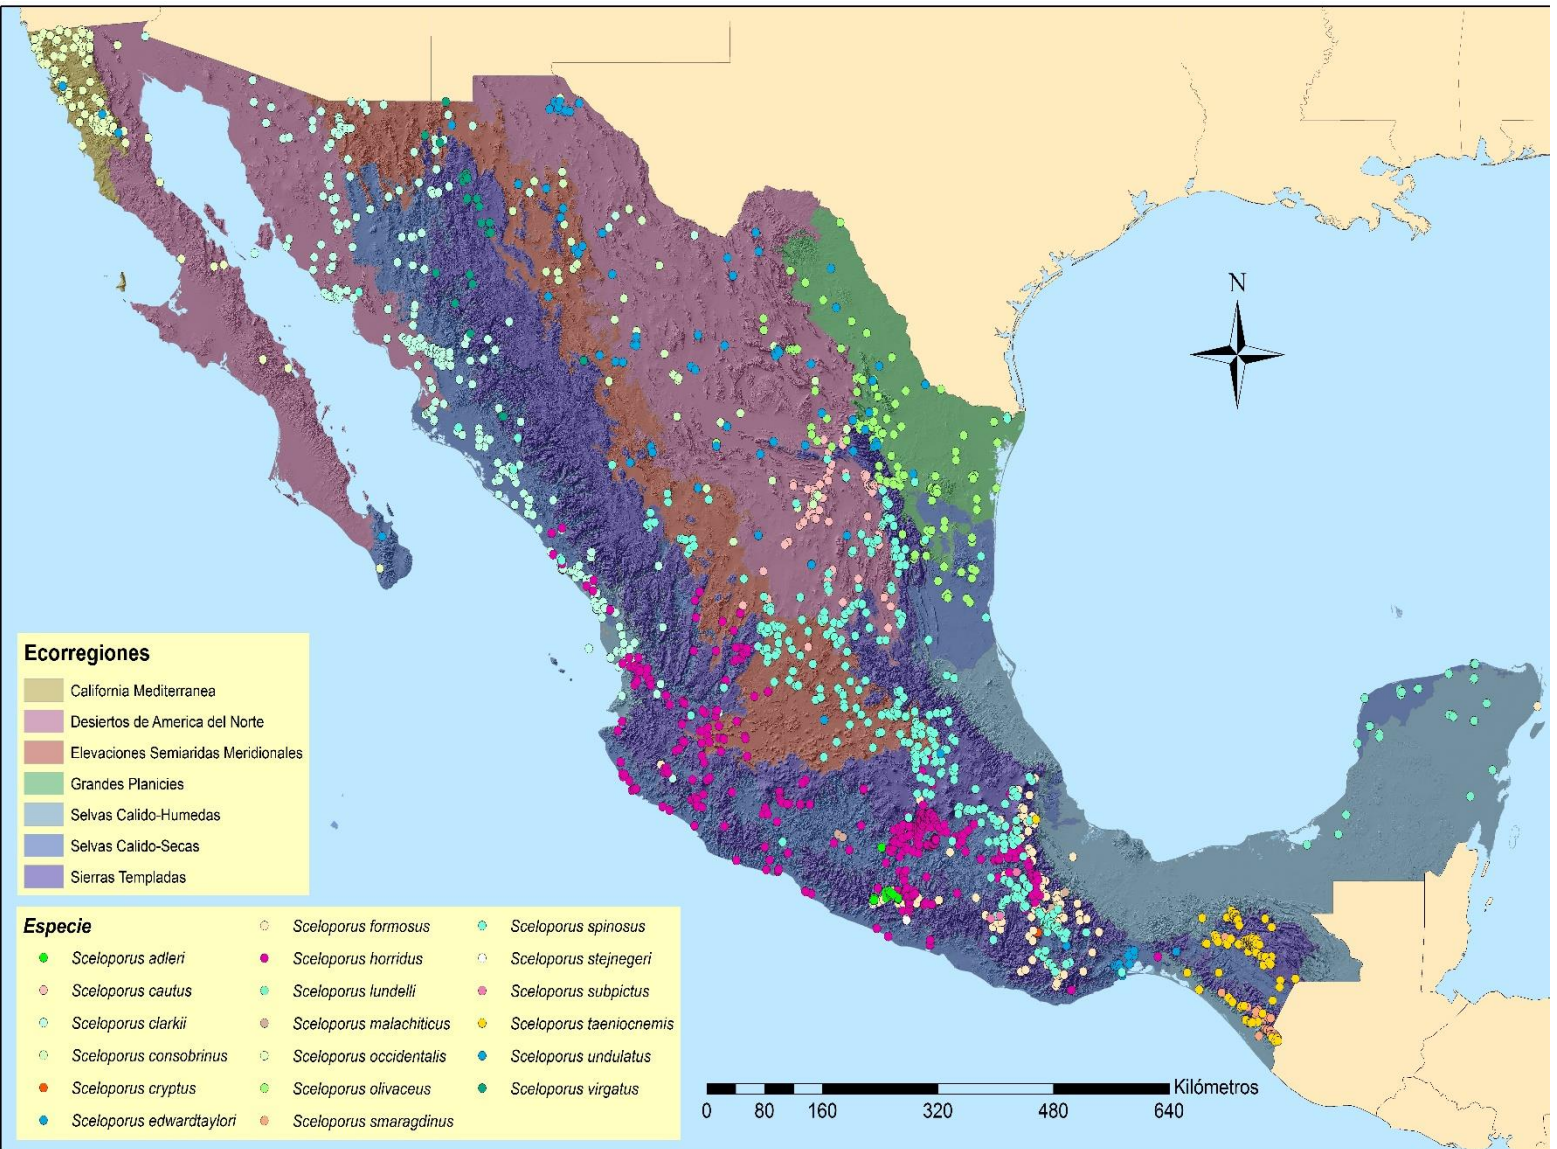 N
Ecorregiones
California Mediterranea
Desiertos de America del Norte
Elevaciones Semiaridas Meridionales
Grandes Planicies
Selvas Calido-Humedas
Selvas Calido-Secas
Sierras Templadas
Especie
Sceloporus adleri
Sceloporus cautus
Sceloporus clarkii
Sceloporus consobrinus
Sceloporus cryptus
Sceloporus edwardtaylori
Sceloporus formosus
Sceloporus horridus
Sceloporus lundelli
Sceloporus malachiticus
Sceloporus occidentalis
Sceloporus olivaceus
Sceloporus smaragdinus
Sceloporus spinosus
Sceloporus stejnegeri
Sceloporus subpictus
Sceloporus taeniocnemis
Sceloporus undulatus
Sceloporus virgatus
Kilómetros
0 80 160 320 480 640